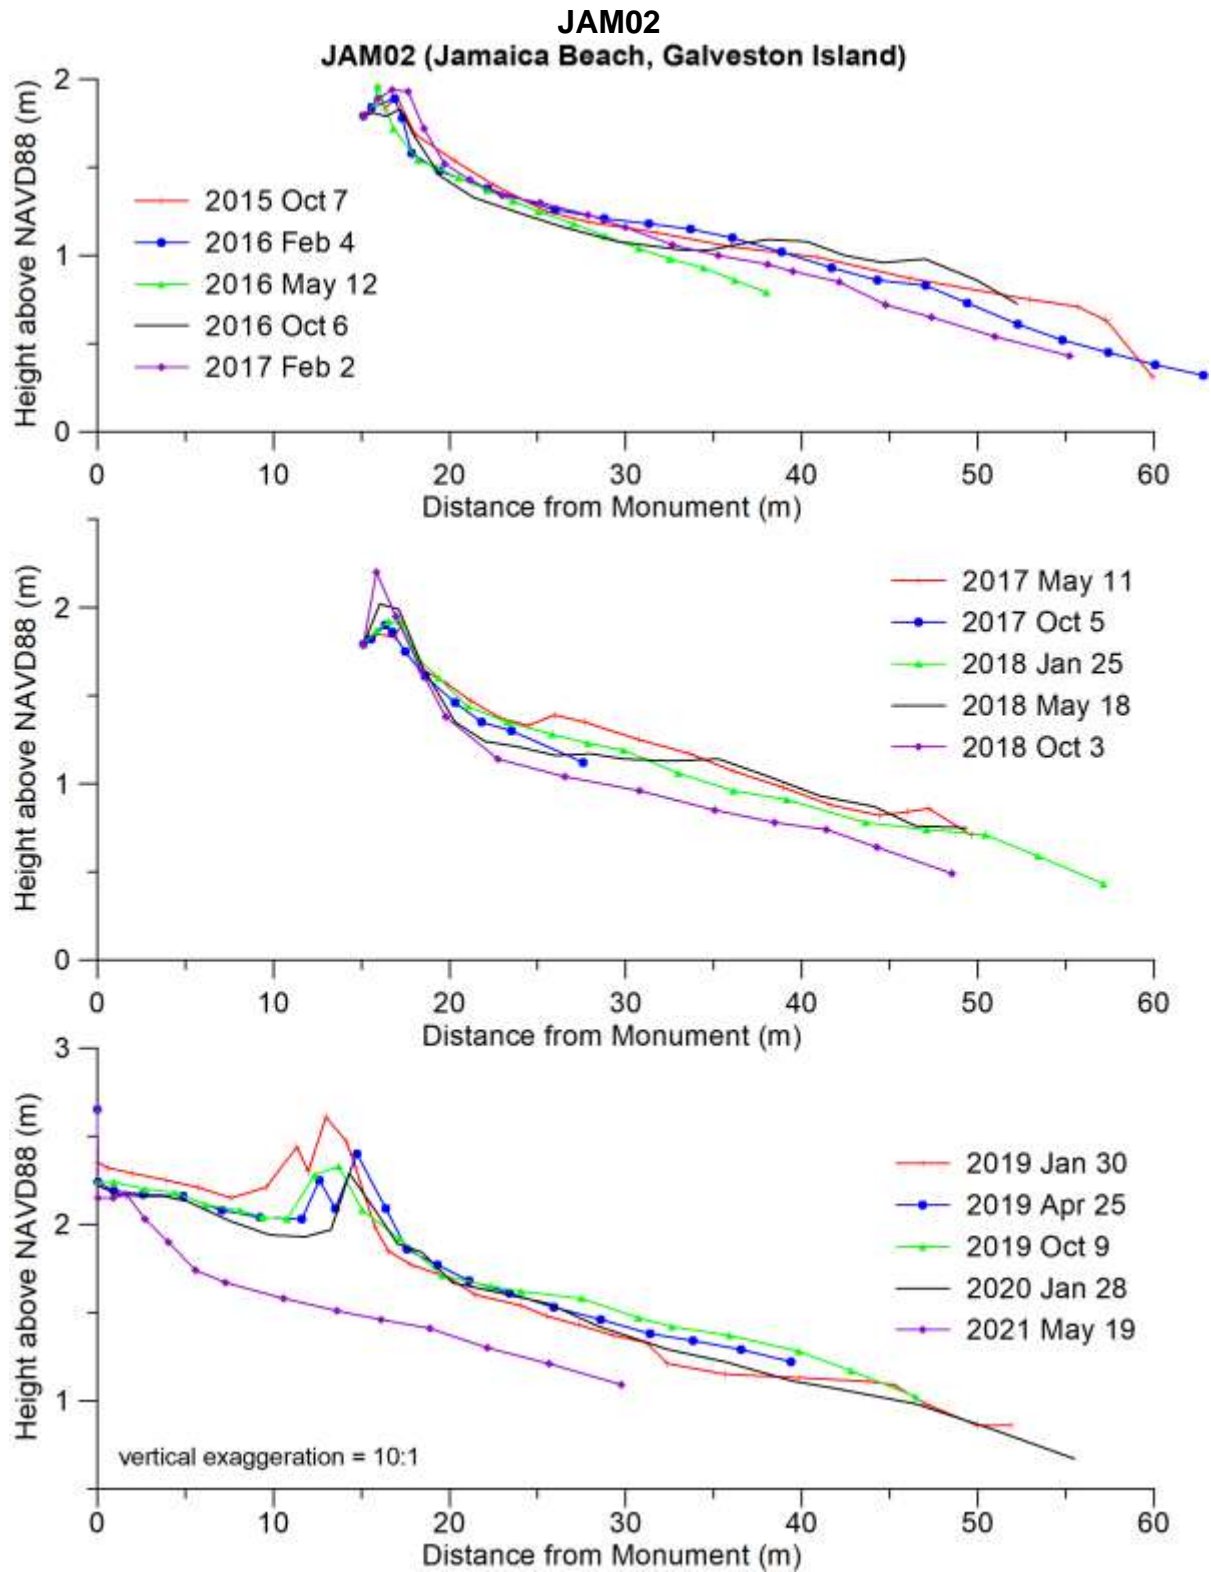 JAM02
JAM02 (Jamaica Beach, Galveston Island)
Height above NAVD88 (m)
2
1
0
2015 Oct 7
2016 Feb 4
2016 May 12
2016 Oct 6
2017 Feb 2
0 10 20 30 40 50 60
Distance from Monument (m)
Height above NAVD88 (m)
2
1
0
2017 May 11
2017 Oct 5
2018 Jan 25
2018 May 18
2018 Oct 3
0 10 20 30 40 50 60
Distance from Monument (m)
Height above NAVD88 (m)
3
2
1
2019 Jan 30
2019 Apr 25
2019 Oct 9
2020 Jan 28
2021 May 19
vertical exaggeration = 10:1
0 10 20 30 40 50 60
Distance from Monument (m)